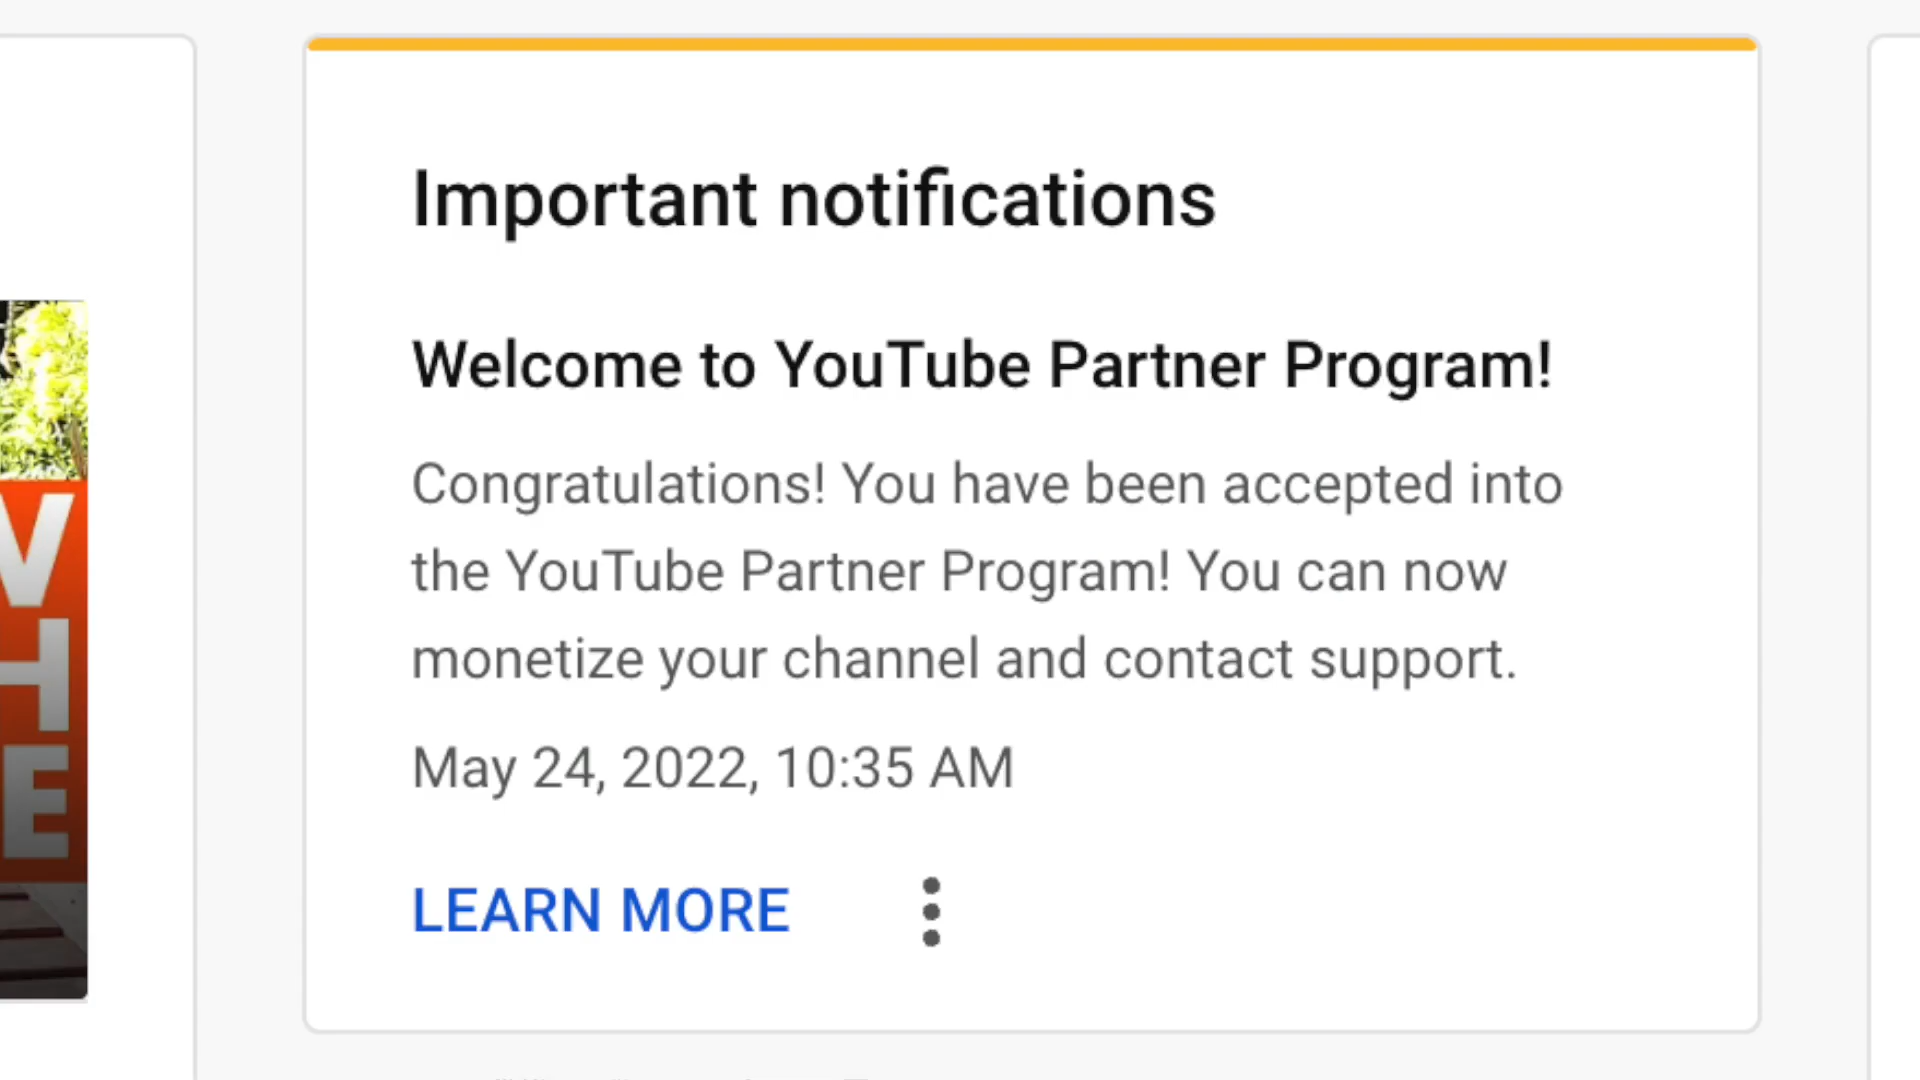 Important notifications
Welcome to YouTube Partner Program!
Congratulations! You have been accepted into
the YouTube Partner Program! You can now
monetize your channel and contact support.
May 24, 2022, 10:35 AM
LEARN MORE
W
H
E